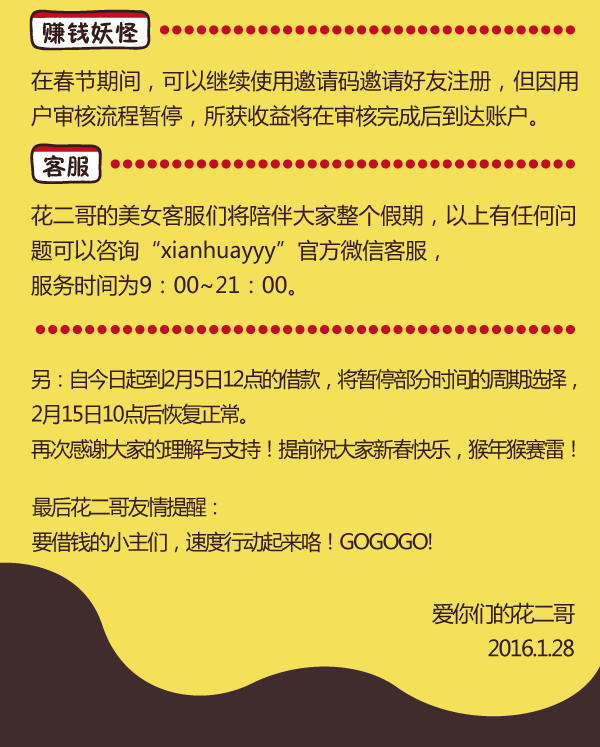 赚钱妖怪
在春节期间，可以继续使用邀请码邀请好友注册，但因用
户审核流程暂停，所获收益将在审核完成后到达账户。
客服
花二哥的美女客服们将陪伴大家整个假期，以上有任何问
题可以咨询“xianhuayyy”官方微信客服，
服务时间为9：00~21：00。
另：自今日起到2月5日12点的借款，将暂停部分时间的周期选择，
2月15日10点后恢复正常。
再次感谢大家的理解与支持！提前祝大家新春快乐，猴年猴赛雷！
最后花二哥友情提醒：
要借钱的小主们，速度行动起来咯！GOGOGO!
爱你们的花二哥
2016.1.28